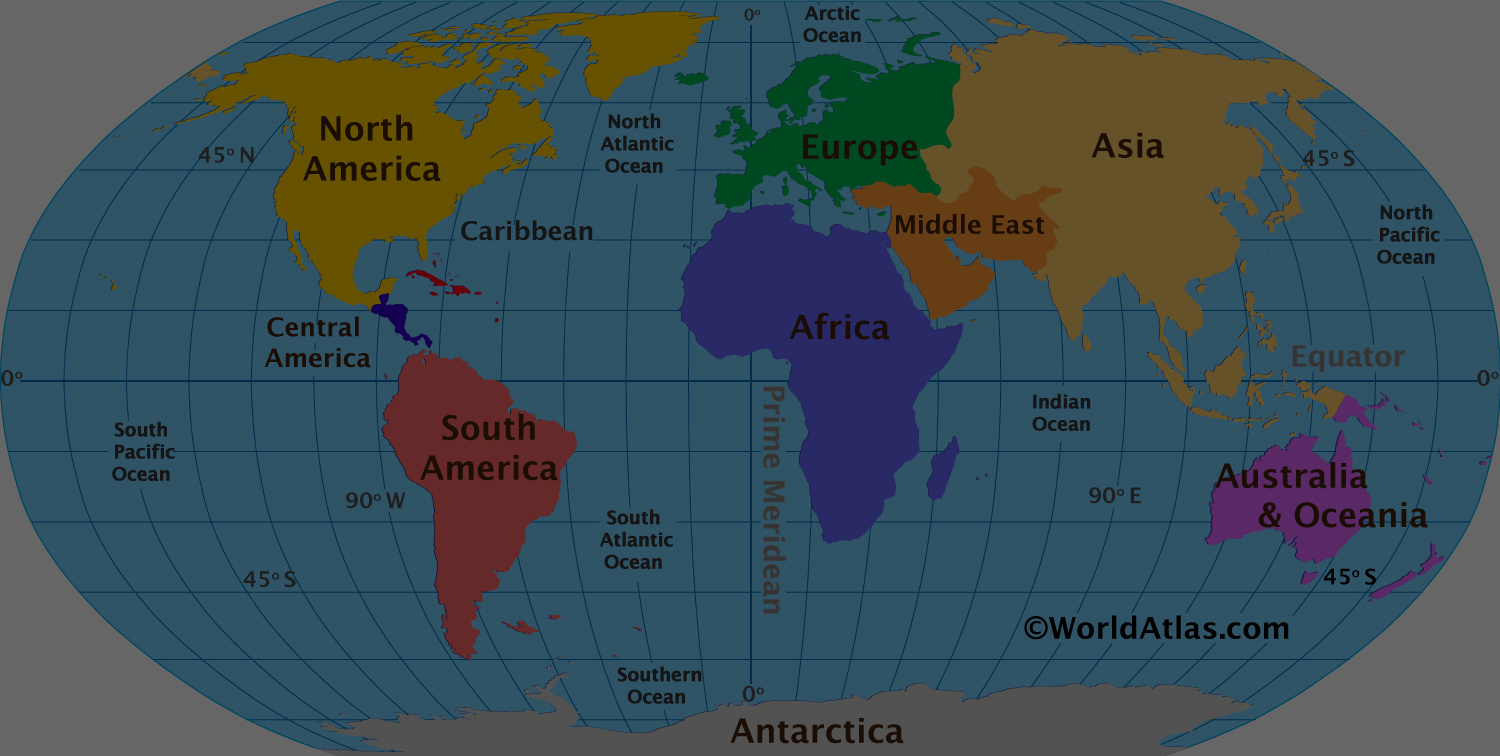 0°
Arctic
Ocean
North
America
45° N
North
Atlantic
Ocean
Europe
Asia
45° S
Caribbean
Middle East
North
Pacific
Ocean
Central
America
Africa
Equator
0°
0°
South
America
Prime Meridean
Indian
Ocean
South
Pacific
Ocean
90° W
90° E
Australia
& Oceania
South
Atlantic
Ocean
45° S
45° S
©WorldAtlas.com
Southern
Ocean
0°
Antarctica